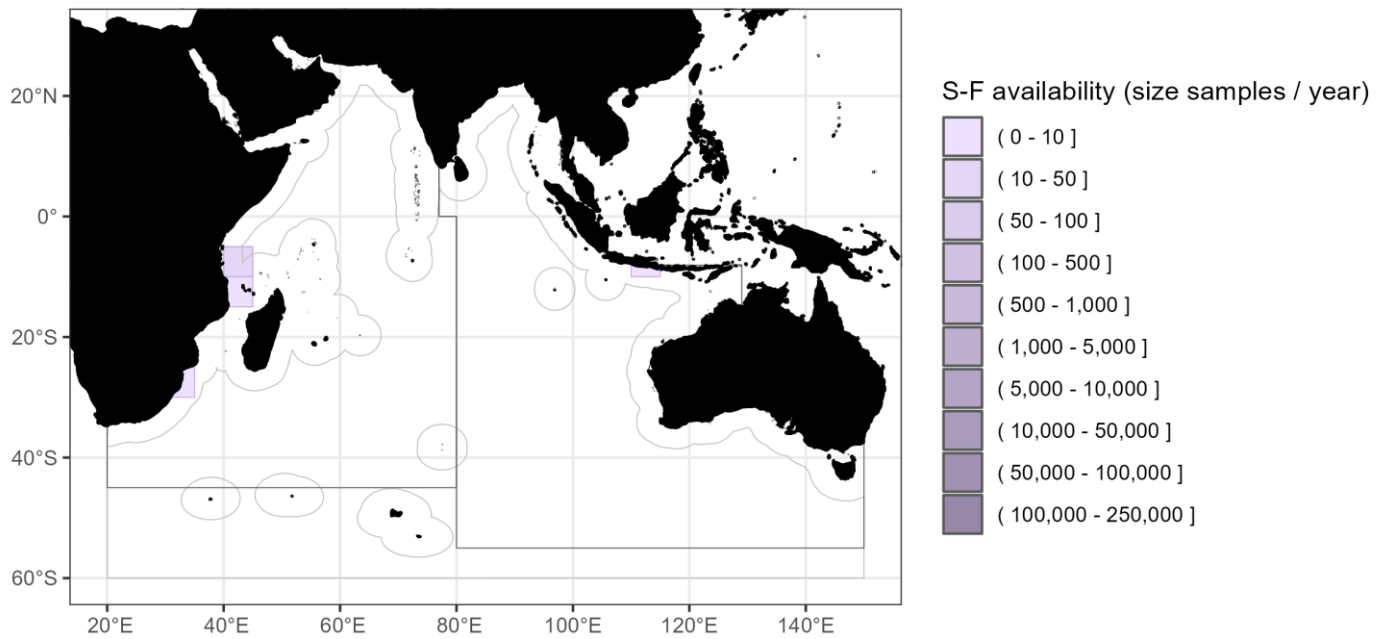 S-F availability (size samples / year)
( 0 - 10 ]
( 10 - 50 ]
( 50 - 100 ]
( 100 - 500 ]
( 500 - 1,000 ]
( 1,000 - 5,000 ]
( 5,000 - 10,000 ]
( 10,000 - 50,000 ]
( 50,000 - 100,000 ]
( 100,000 - 250,000 ]
20°N
0°
20°S
40°S
60°S
20°E 40°E 60°E 80°E 100°E 120°E 140°E